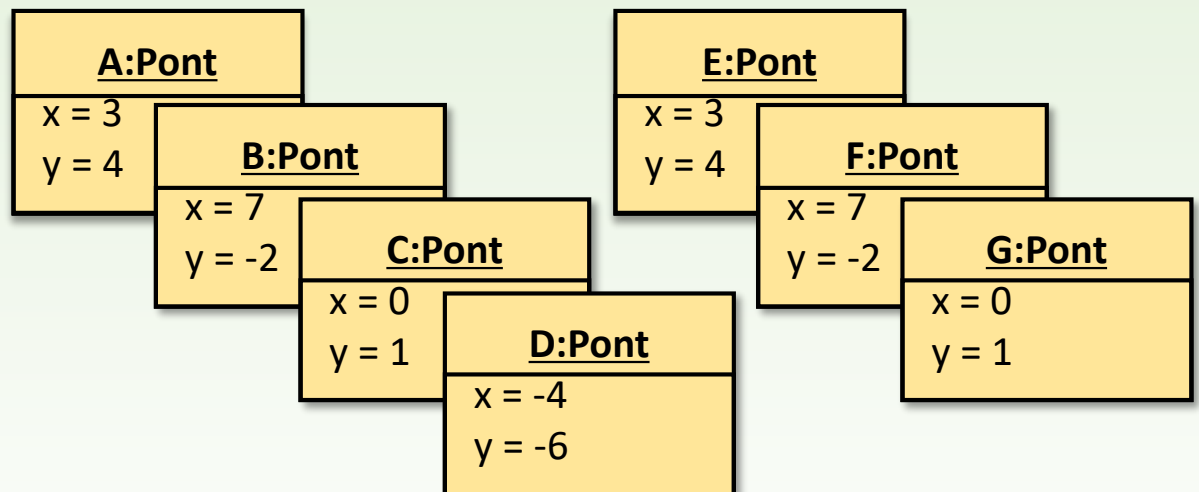 A:Pont
x = 3
y = 4
B:Pont
x = 7
y = -2
C:Pont
x = 0
y = 1
D:Pont
x = -4
y = -6
E:Pont
x = 3
y = 4
F:Pont
x = 7
y = -2
G:Pont
x = 0
y = 1